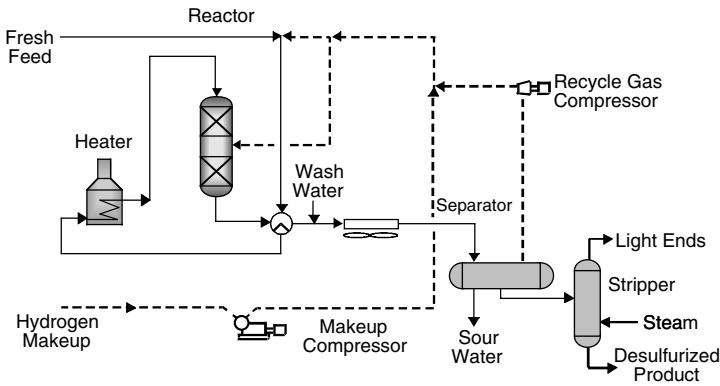 Reactor
Fresh
Feed
Recycle Gas
Compressor
Heater
Wash
Water
Separator
Light Ends
Stripper
Hydrogen
Makeup
Makeup
Compressor
Sour
Water
Steam
Desulfurized
Product